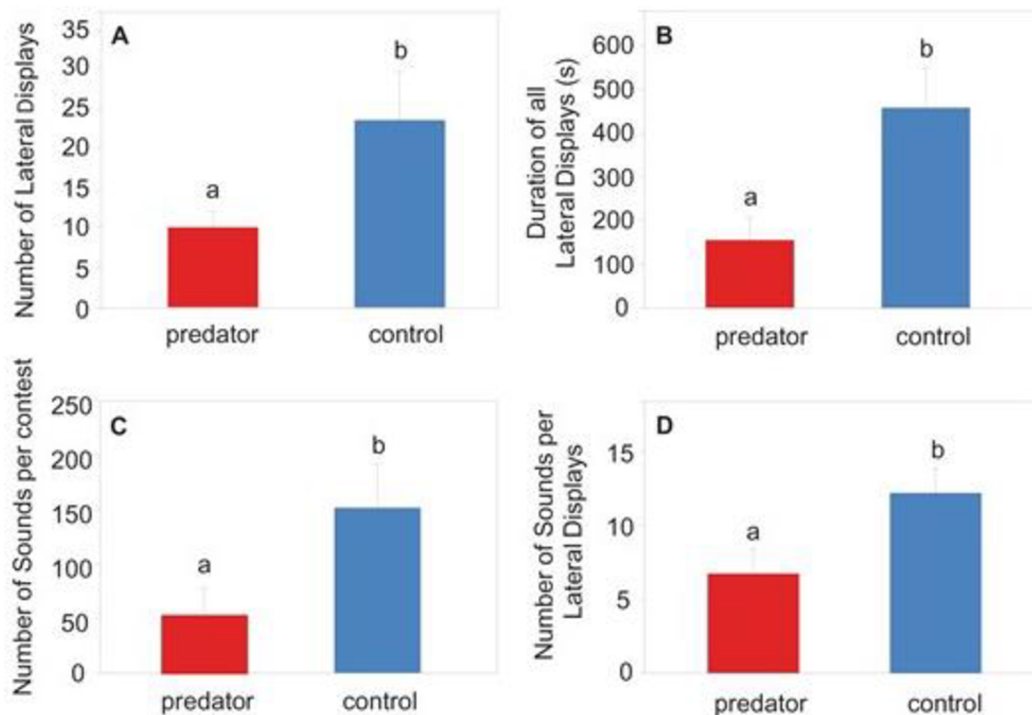 A
Number of Lateral Displays
35
30
25
20
15
10
5
0
a
b
predator
control
B
Duration of all
Lateral Displays (s)
600
500
400
300
200
100
0
a
b
predator
control
C
Number of Sounds per contest
250
200
150
100
50
0
a
b
predator
control
D
Number of Sounds per
Lateral Displays
15
10
5
0
a
b
predator
control